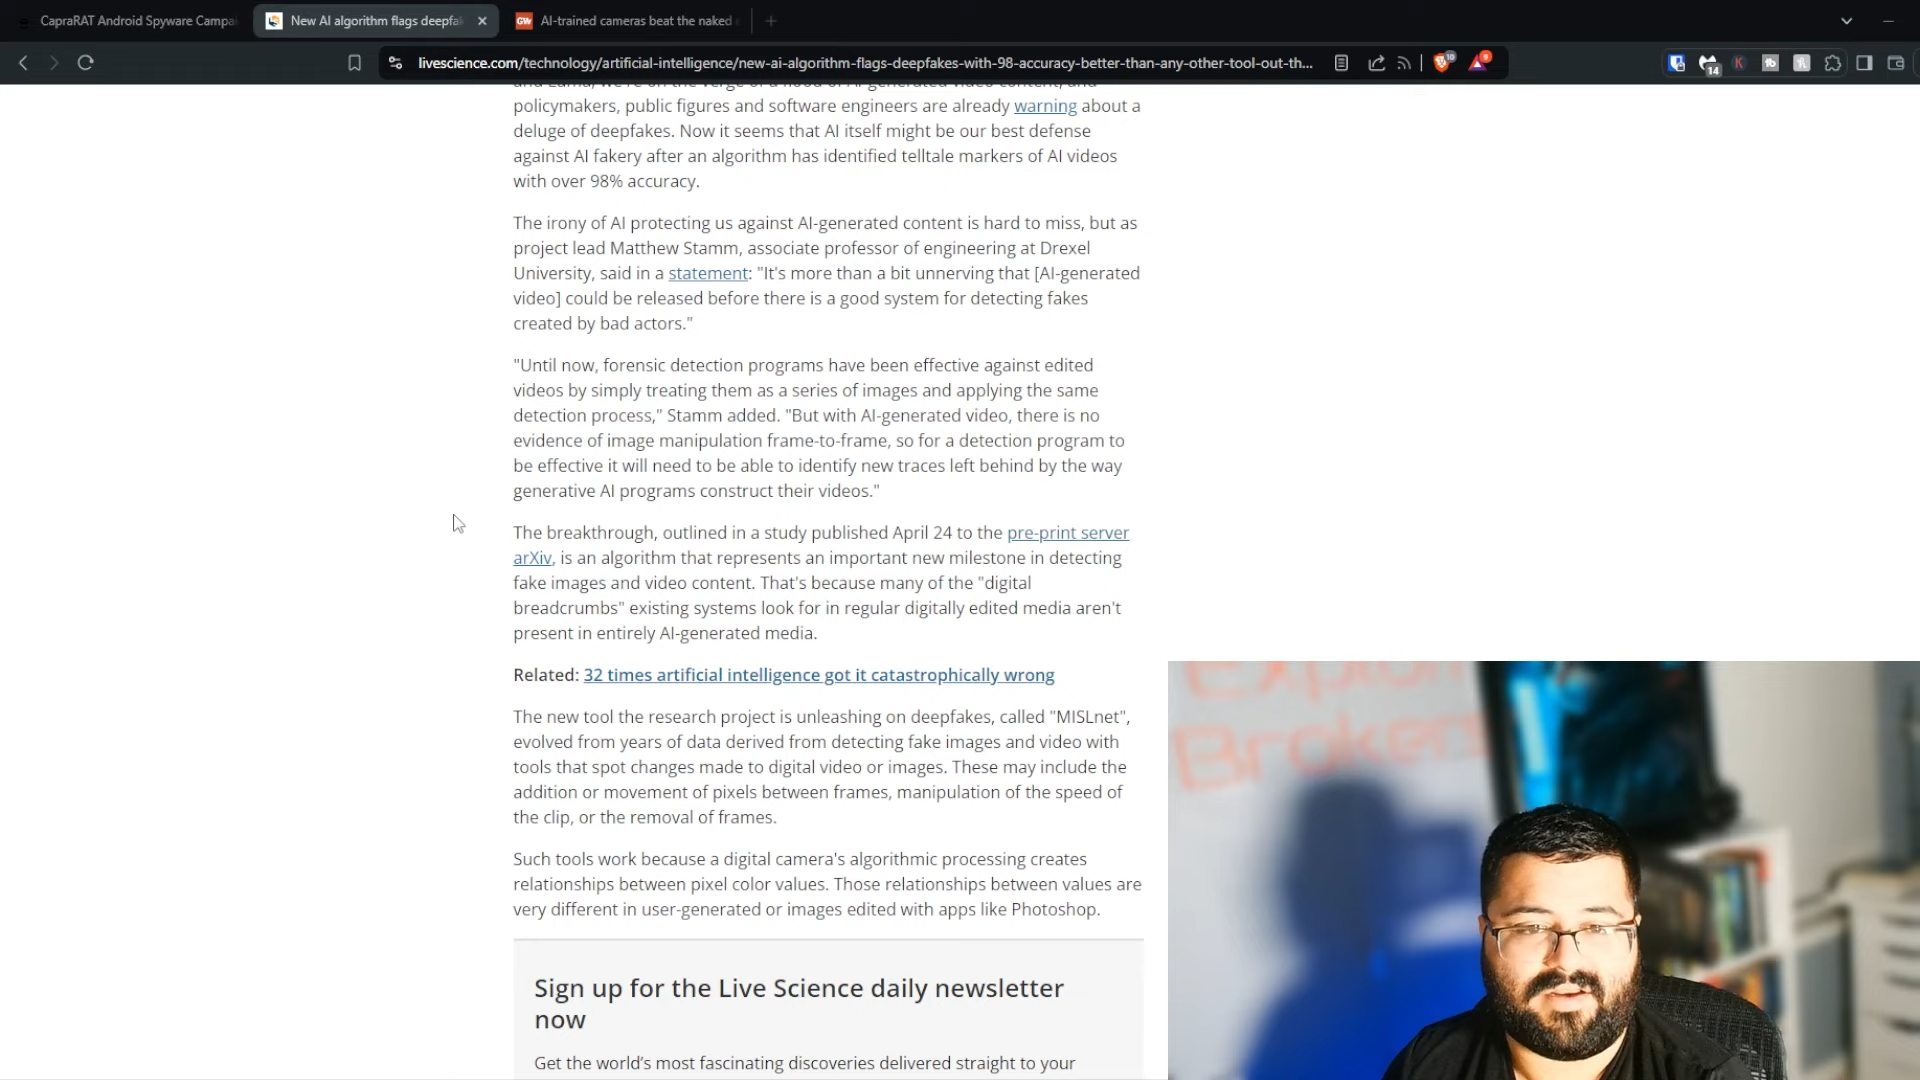 CapraRAT Android Spyware Campai
New AI algorithm flags deepfa
GW AI-trained cameras beat the naked
livescience.com/technology/artificial-intelligence/new-ai-algorithm-flags-deepfakes-with-98-accuracy-better-than-any-other-tool-out-th...
14
policymakers, public figures and software engineers are already warning about a
deluge of deepfakes. Now it seems that AI itself might be our best defense
against AI fakery after an algorithm has identified telltale markers of AI videos
with over 98% accuracy.
The irony of AI protecting us against AI-generated content is hard to miss, but as
project lead Matthew Stamm, associate professor of engineering at Drexel
University, said in a statement: "It's more than a bit unnerving that [AI-generated
video] could be released before there is a good system for detecting fakes
created by bad actors."
"Until now, forensic detection programs have been effective against edited
videos by simply treating them as a series of images and applying the same
detection process," Stamm added. "But with AI-generated video, there is no
evidence of image manipulation frame-to-frame, so for a detection program to
be effective it will need to be able to identify new traces left behind by the way
generative AI programs construct their videos."
The breakthrough, outlined in a study published April 24 to the pre-print server
arXiv, is an algorithm that represents an important new milestone in detecting
fake images and video content. That's because many of the "digital
breadcrumbs" existing systems look for in regular digitally edited media aren't
present in entirely AI-generated media.
Related: 32 times artificial intelligence got it catastrophically wrong
The new tool the research project is unleashing on deepfakes, called "MISLnet",
evolved from years of data derived from detecting fake images and video with
tools that spot changes made to digital video or images. These may include the
addition or movement of pixels between frames, manipulation of the speed of
the clip, or the removal of frames.
Such tools work because a digital camera's algorithmic processing creates
relationships between pixel color values. Those relationships between values are
very different in user-generated or images edited with apps like Photoshop.
Sign up for the Live Science daily newsletter
now
Get the world's most fascinating discoveries delivered straight to your
Brokers